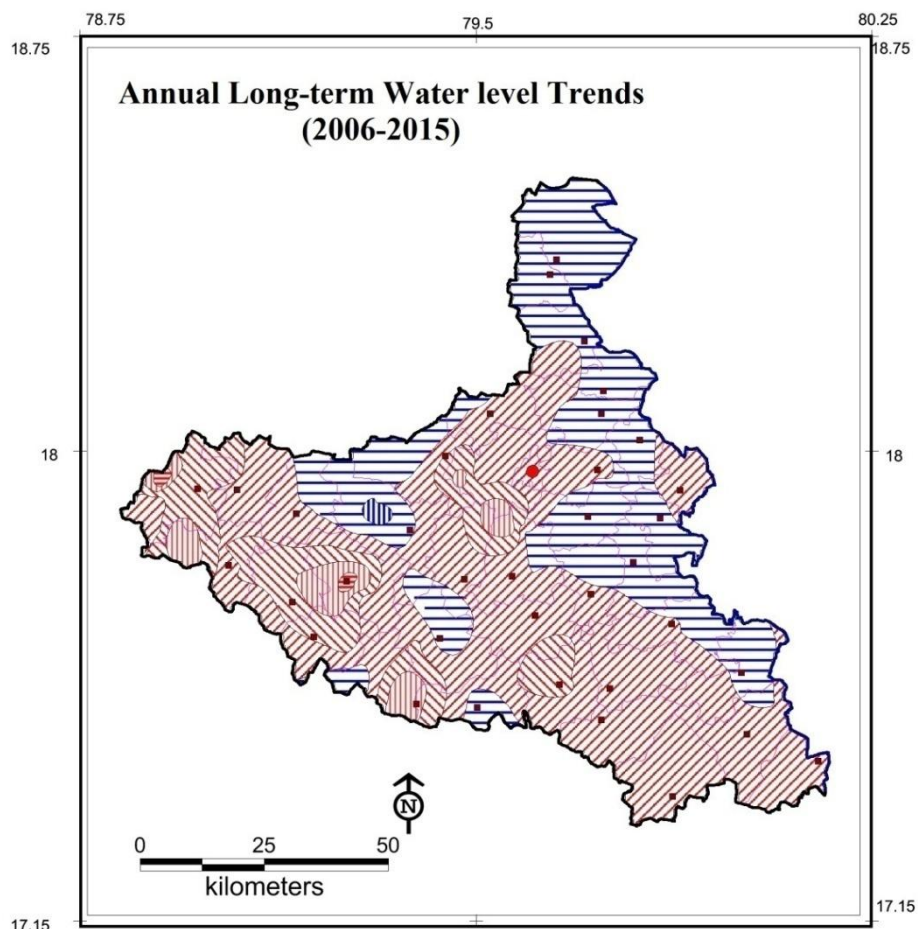 78.75 79.5 80.25
18.75 18.75
Annual Long-term Water level Trends
(2006-2015)
18 18
N
0 25 50
kilometers
17.15 17.15